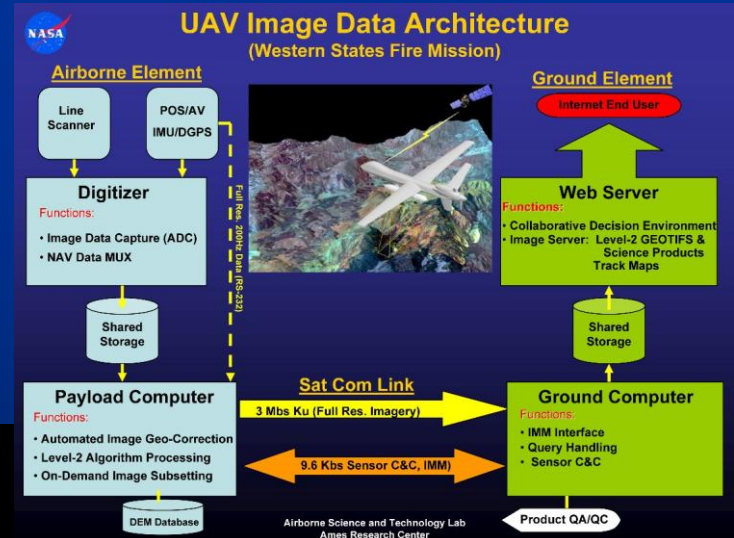 NASA
UAV Image Data Architecture
(Western States Fire Mission)
Airborne Element
Line
Scanner
POS/AV
IMU/DGPS
Digitizer
Functions:
• Image Data Capture (ADC)
• NAV Data MUX
Full Res. 200Hz Data (RS-232)
Shared
Storage
Payload Computer
Functions:
• Automated Image Geo-Correction
• Level-2 Algorithm Processing
• On-Demand Image Subsetting
DEM Database
Sat Com Link
3 Mbs Ku (Full Res. Imagery)
9.6 Kbs Sensor C&C, IMM)
Ground Element
Internet End User
Web Server
Functions:
• Collaborative Decision Environment
• Image Server: Level-2 GEOTIFS &
Science Products
Track Maps
Shared
Storage
Ground Computer
Functions:
• IMM Interface
• Query Handling
• Sensor C&C
Product QA/QC
Airborne Science and Technology Lab
Ames Research Center